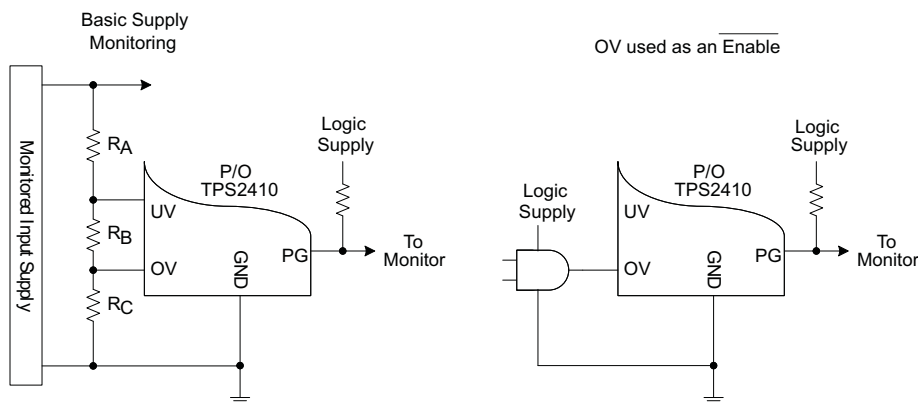 Basic Supply
Monitoring
Monitored Input Supply
RA
RB
RC
P/O
TPS2410
UV
OV
GND
PG
Logic
Supply
To
Monitor
OV used as an Enable
Logic
Supply
P/O
TPS2410
UV
OV
GND
PG
Logic
Supply
To
Monitor